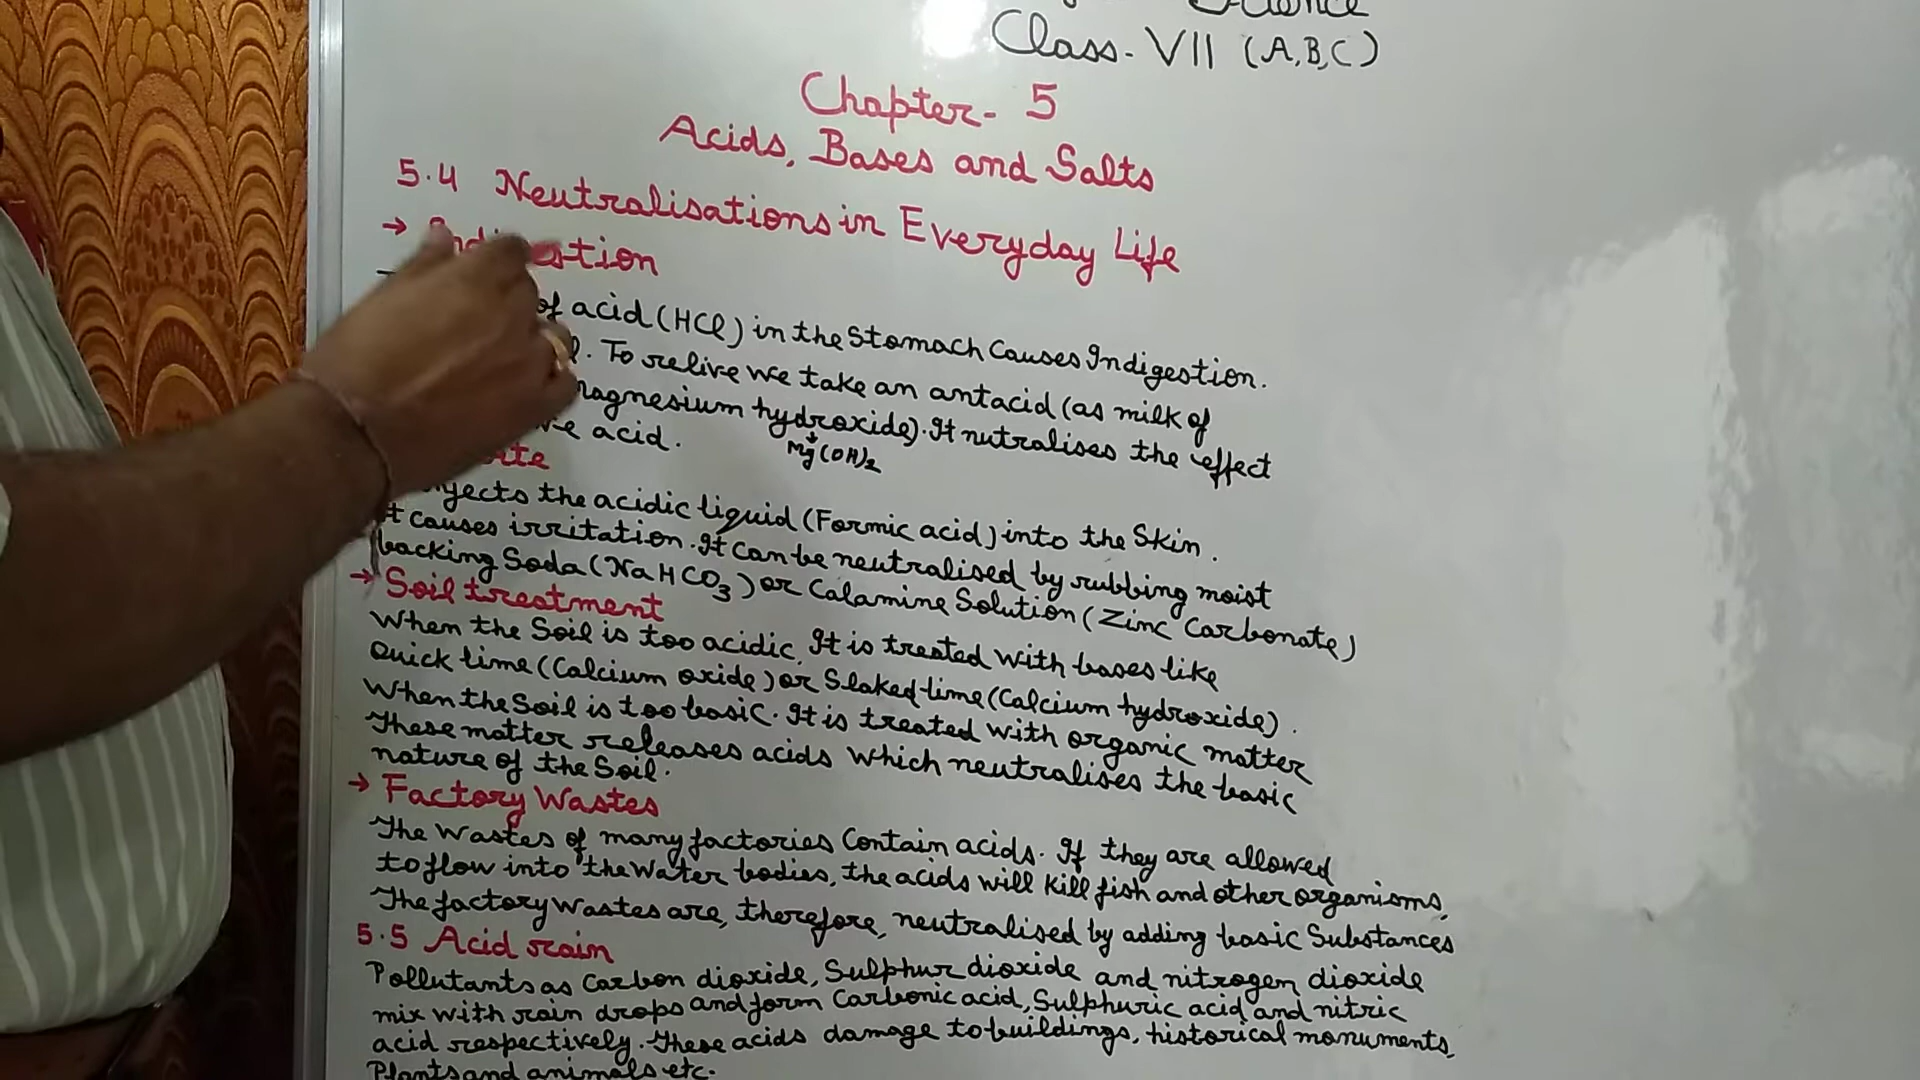 Science
Class- VII (A,B,C)
Chapter- 5
Acids, Bases and Salts
5.4 Neutralisations in Everyday Life
→ Indigestion
of acid (HCl) in the Stomach Causes Indigestion.
. To relive we take an antacid (as milk of
magnesium hydroxide). It nutralises the effect
acid.
Mg(OH)2
the acidic liquid (Formic acid) into the Skin.
It causes irritation. It can be neutralised by rubbing moist
backing Soda (NaHCO3) or Calamine Solution (Zinc Carbonate)
→ Soil treatment
When the Soil is too acidic. It is treated with bases like
Quick lime (Calcium oxide) or Slaked lime (Calcium hydroxide).
When the Soil is too basic. It is treated with organic matter
These matter releases acids which neutralises the basic
nature of the Soil.
→ Factory Wastes
The wastes of many factories Contain acids. If they are allowed
to flow into the Water bodies, the acids will kill fish and other organisms,
The factory wastes are, therefore, neutralised by adding basic Substances
5.5 Acid rain
Pollutants as Carbon dioxide, Sulphur dioxide and nitrogen dioxide
mix with rain drops and form Carbonic acid, Sulphuric acid and nitric
acid respectively. These acids damage to buildings, historical monuments,
Plants and animals etc.